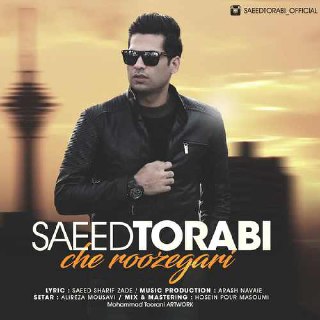 SAEEDTORABI_OFFICIAL
SAEEDTORABI
che roozegari
LYRIC : SAEED SHARIF ZADE / MUSIC PRODUCTION : ARASH NAVAIE
SETAR : ALIREZA MOUSAVI / MIX & MASTERING : HOSEIN POUR MASOUMI
Mohammad Toorani ARTWORK